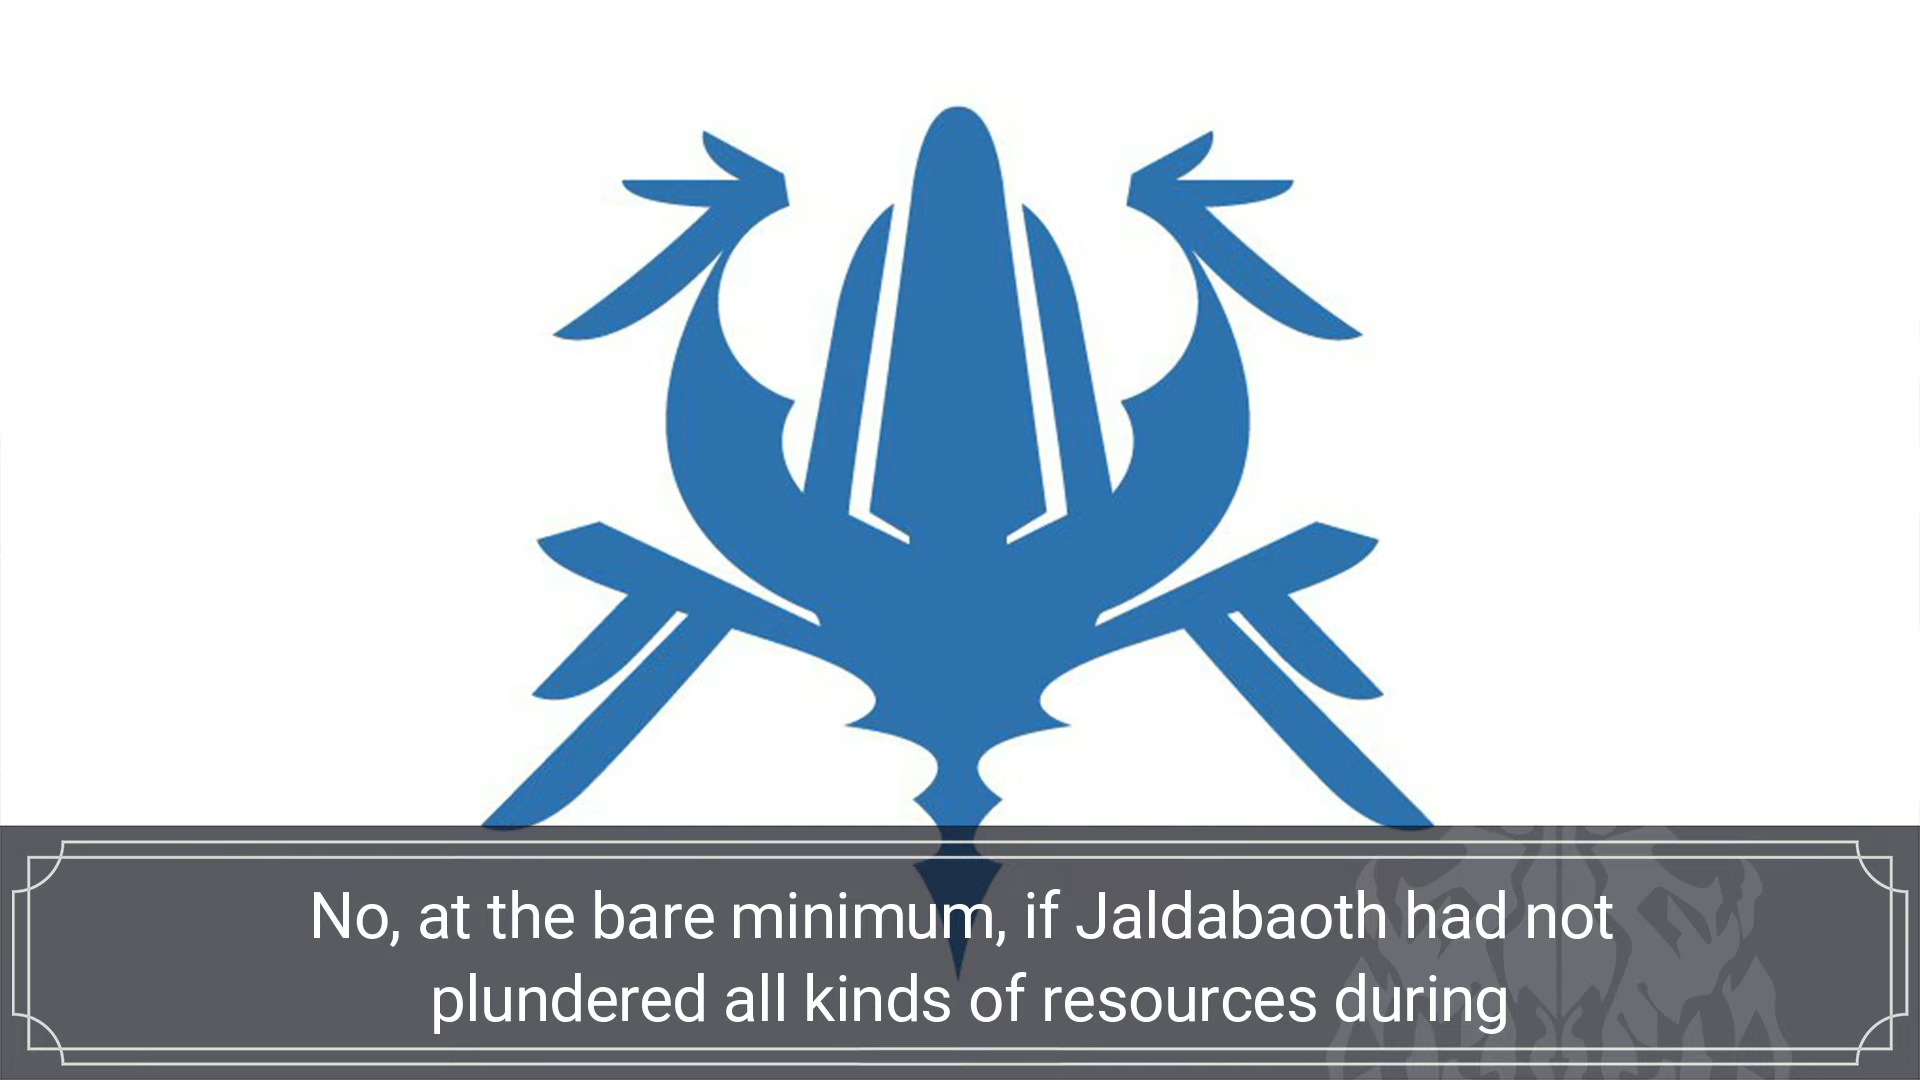 No, at the bare minimum, if Jaldabaoth had not
plundered all kinds of resources during